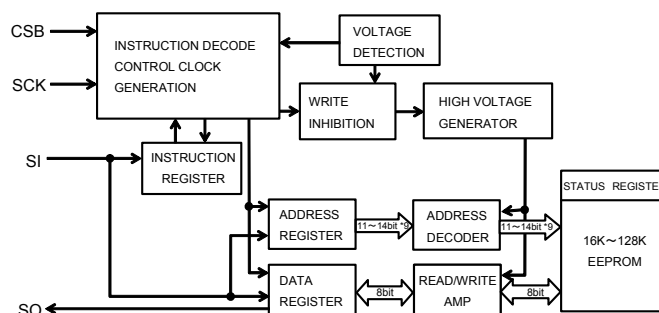 CSB
SCK
SI
SO
INSTRUCTION DECODE
CONTROL CLOCK
GENERATION
VOLTAGE
DETECTION
WRITE
INHIBITION
HIGH VOLTAGE
GENERATOR
INSTRUCTION
REGISTER
ADDRESS
REGISTER
11～14bit *9
ADDRESS
DECODER
11～14bit *9
DATA
REGISTER
8bit
READ/WRITE
AMP
8bit
STATUS REGISTE
16K～128K
EEPROM